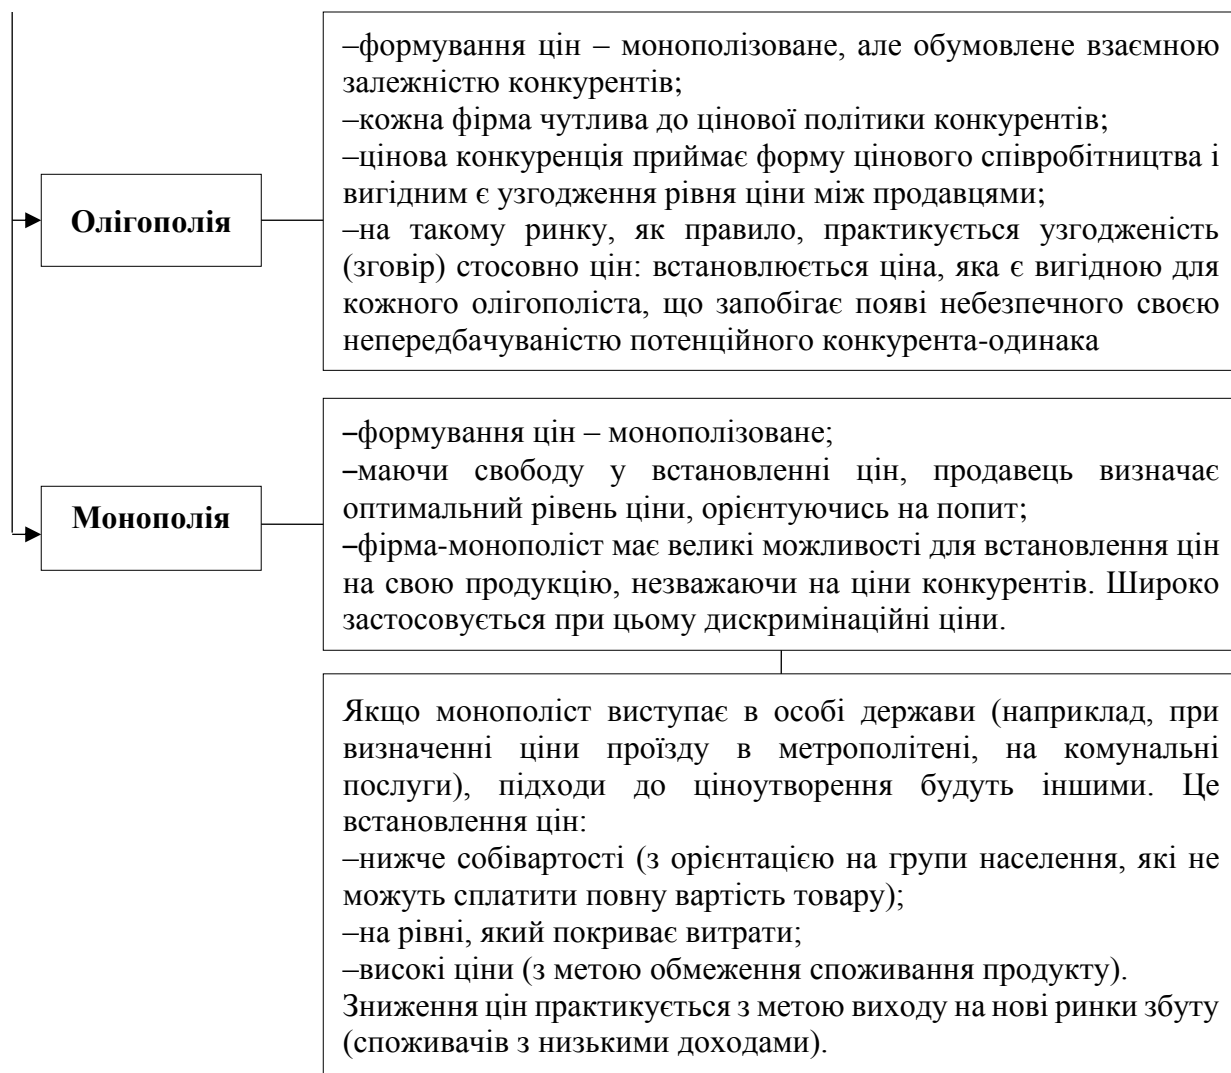 –формування цін – монополізоване, але обумовлене взаємною
залежністю конкурентів;
–кожна фірма чутлива до цінової політики конкурентів;
–цінова конкуренція приймає форму цінового співробітництва і
вигідним є узгодження рівня ціни між продавцями;
–на такому ринку, як правило, практикується узгодженість
(зговір) стосовно цін: встановлюється ціна, яка є вигідною для
кожного олігополіста, що запобігає появі небезпечного своєю
непередбачуваністю потенційного конкурента-одинака
Олігополія
–формування цін – монополізоване;
–маючи свободу у встановленні цін, продавець визначає
оптимальний рівень ціни, орієнтуючись на попит;
–фірма-монополіст має великі можливості для встановлення цін
на свою продукцію, незважаючи на ціни конкурентів. Широко
застосовується при цьому дискримінаційні ціни.
Монополія
Якщо монополіст виступає в особі держави (наприклад, при
визначенні ціни проїзду в метрополітені, на комунальні
послуги), підходи до ціноутворення будуть іншими. Це
встановлення цін:
–нижче собівартості (з орієнтацією на групи населення, які не
можуть сплатити повну вартість товару);
–на рівні, який покриває витрати;
–високі ціни (з метою обмеження споживання продукту).
Зниження цін практикується з метою виходу на нові ринки збуту
(споживачів з низькими доходами).